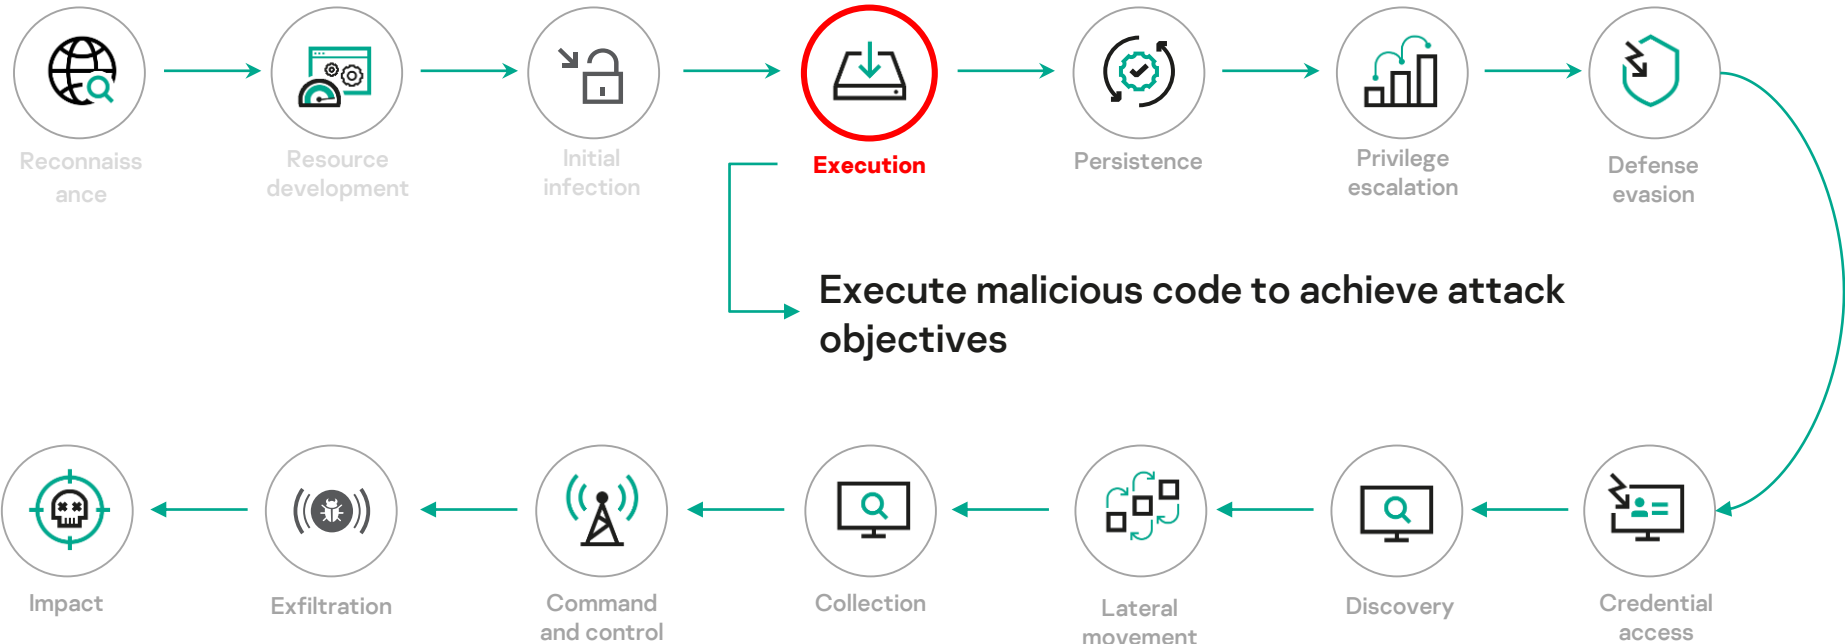 Reconnaiss
ance
Resource
development
Initial
infection
Execution
Persistence
Privilege
escalation
Defense
evasion
Execute malicious code to achieve attack
objectives
Impact
Exfiltration
Command
and control
Collection
Lateral
movement
Discovery
Credential
access